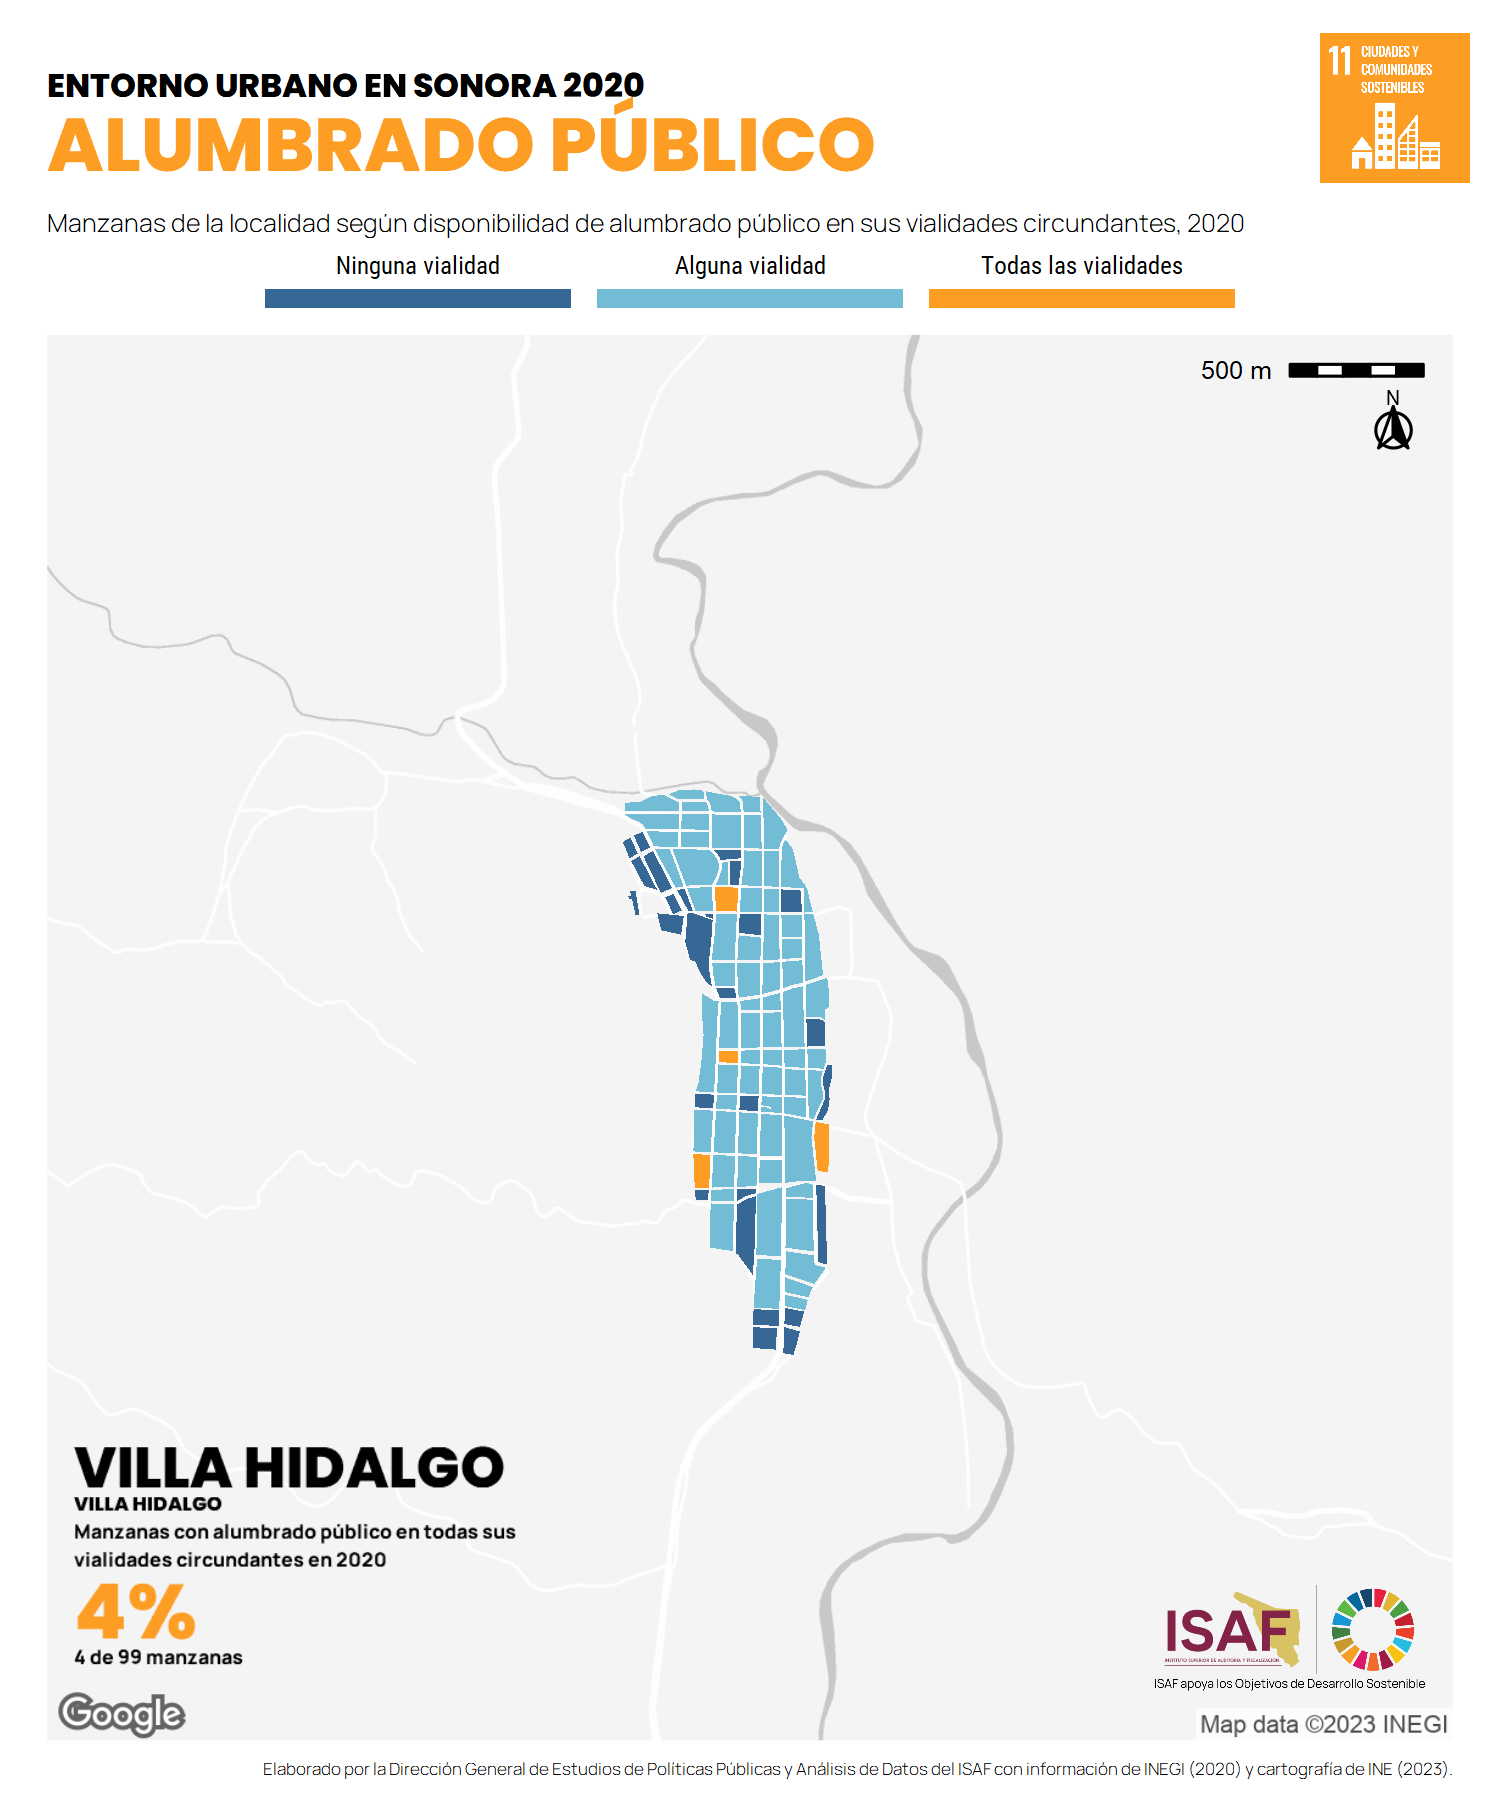 ENTORNO URBANO EN SONORA 2020
ALUMBRADO PÚBLICO
11 CIUDADES Y
COMUNIDADES
SOSTENIBLES
Manzanas de la localidad según disponibilidad de alumbrado público en sus vialidades circundantes, 2020
Ninguna vialidad
Alguna vialidad
Todas las vialidades
500 m
N
VILLA HIDALGO
VILLA HIDALGO
Manzanas con alumbrado público en todas sus
vialidades circundantes en 2020
4%
4 de 99 manzanas
Google
ISAF
INSTITUTO SUPERIOR DE AUDITORÍA Y FISCALIZACIÓN
ISAF apoya los Objetivos de Desarrollo Sostenible
Map data ©2023 INEGI
Elaborado por la Dirección General de Estudios de Políticas Públicas y Análisis de Datos del ISAF con información de INEGI (2020) y cartografía de INE (2023).